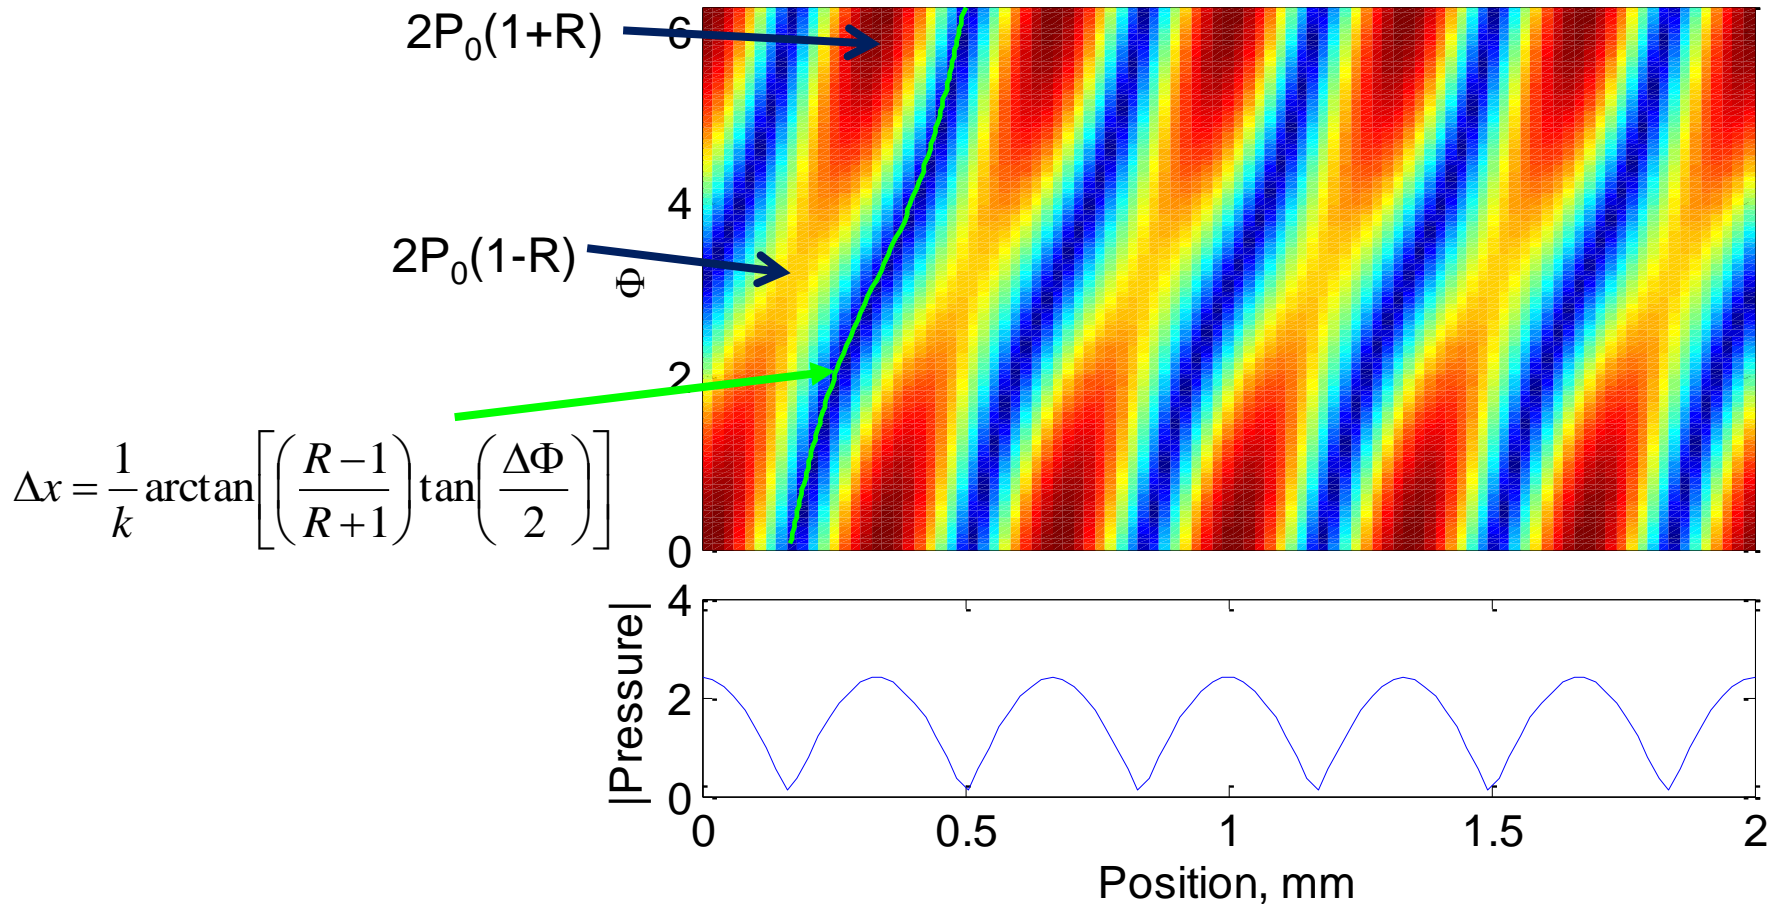 2P₀(1+R)
6
4
2P₀(1-R)
Φ
2
Δx = 1/k arctan[((R−1)/(R+1)) tan(ΔΦ/2)]
0
4
2
0
|Pressure|
0 0.5 1 1.5 2
Position, mm